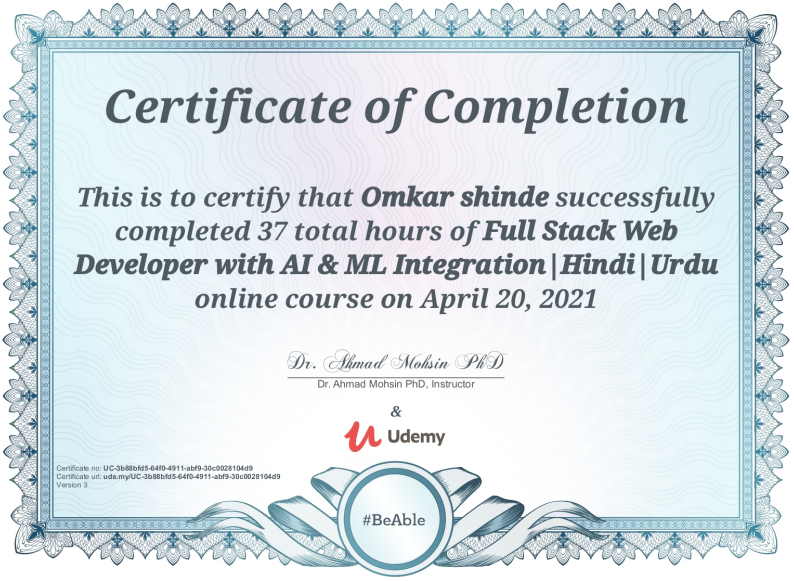 Certificate of Completion
This is to certify that Omkar shinde successfully
completed 37 total hours of Full Stack Web
Developer with AI & ML Integration|Hindi|Urdu
online course on April 20, 2021
Dr. Ahmad Mohsin PhD
Dr. Ahmad Mohsin PhD, Instructor
&
Udemy
Certificate no: UC-3b88bfd5-64f0-4911-abf9-30c0028104d9
Certificate url: ude.my/UC-3b88bfd5-64f0-4911-abf9-30c0028104d9
Version 3
#BeAble